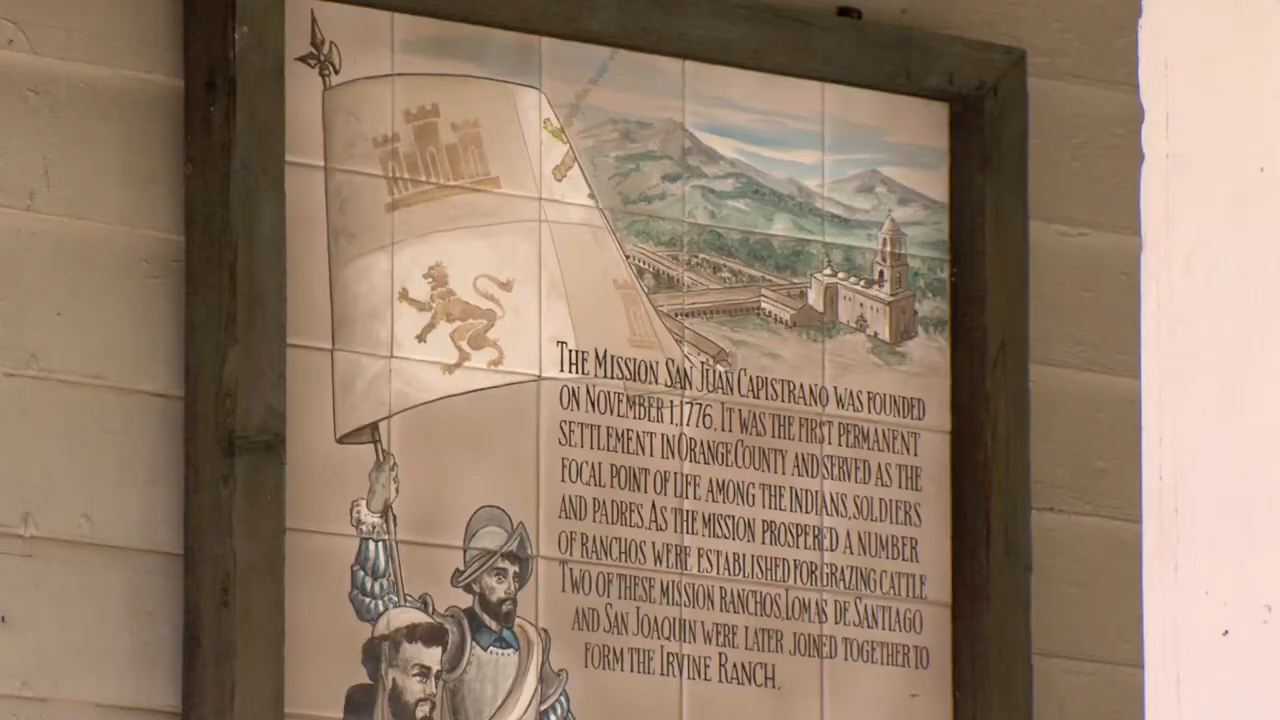 THE MISSION SAN JUAN CAPISTRANO WAS FOUNDED
ON NOVEMBER 1,1776. IT WAS THE FIRST PERMANENT
SETTLEMENT IN ORANGE COUNTY AND SERVED AS THE
FOCAL POINT OF LIFE AMONG THE INDIANS, SOLDIERS
AND PADRES. AS THE MISSION PROSPERED A NUMBER
OF RANCHOS WERE ESTABLISHED FOR GRAZING CATTLE
TWO OF THESE MISSION RANCHOS, LOMAS DE SANTIAGO
AND SAN JOAQUIN WERE LATER JOINED TOGETHER TO
FORM THE IRVINE RANCH.